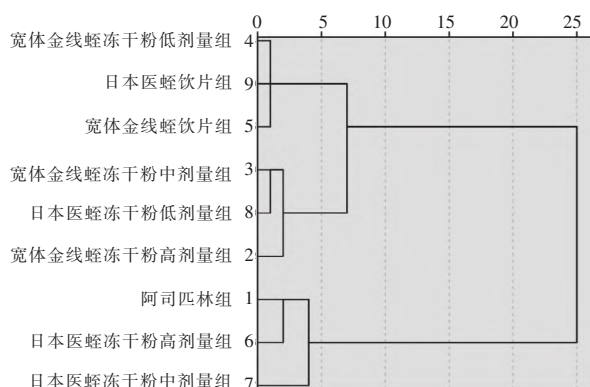 0 5 10 15 20 25
宽体金线蛭冻干粉低剂量组 4
日本医蛭饮片组 9
宽体金线蛭饮片组 5
宽体金线蛭冻干粉中剂量组 3
日本医蛭冻干粉低剂量组 8
宽体金线蛭冻干粉高剂量组 2
阿司匹林组 1
日本医蛭冻干粉高剂量组 6
日本医蛭冻干粉中剂量组 7